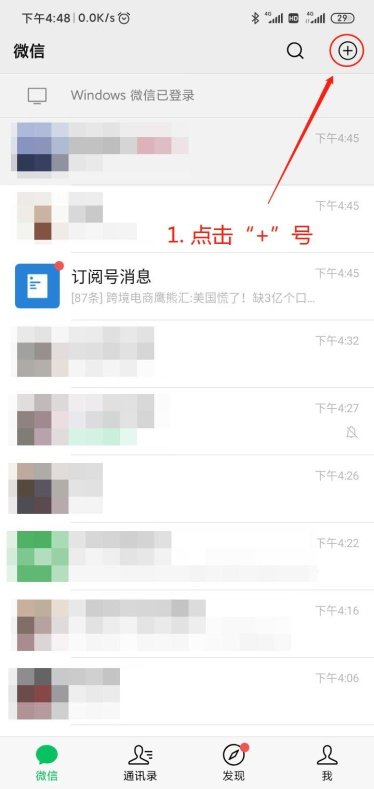 下午4:48 | 0.0K/s
4G 4G HD 29
微信
Windows 微信已登录
下午4:45
下午4:45
1. 点击“+”号
订阅号消息
下午4:45
[87条] 跨境电商鹰熊汇:美国慌了！缺3亿个口...
下午4:32
下午4:27
下午4:26
下午4:22
下午4:16
下午4:06
微信
通讯录
发现
我